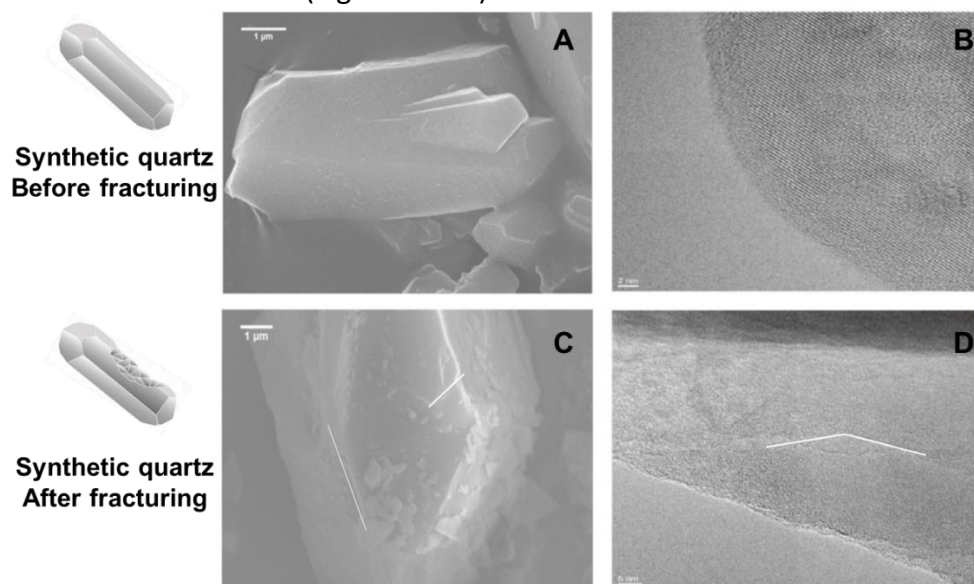 1 µm
A
B
Synthetic quartz
Before fracturing
2 nm
1 µm
C
D
Synthetic quartz
After fracturing
5 nm